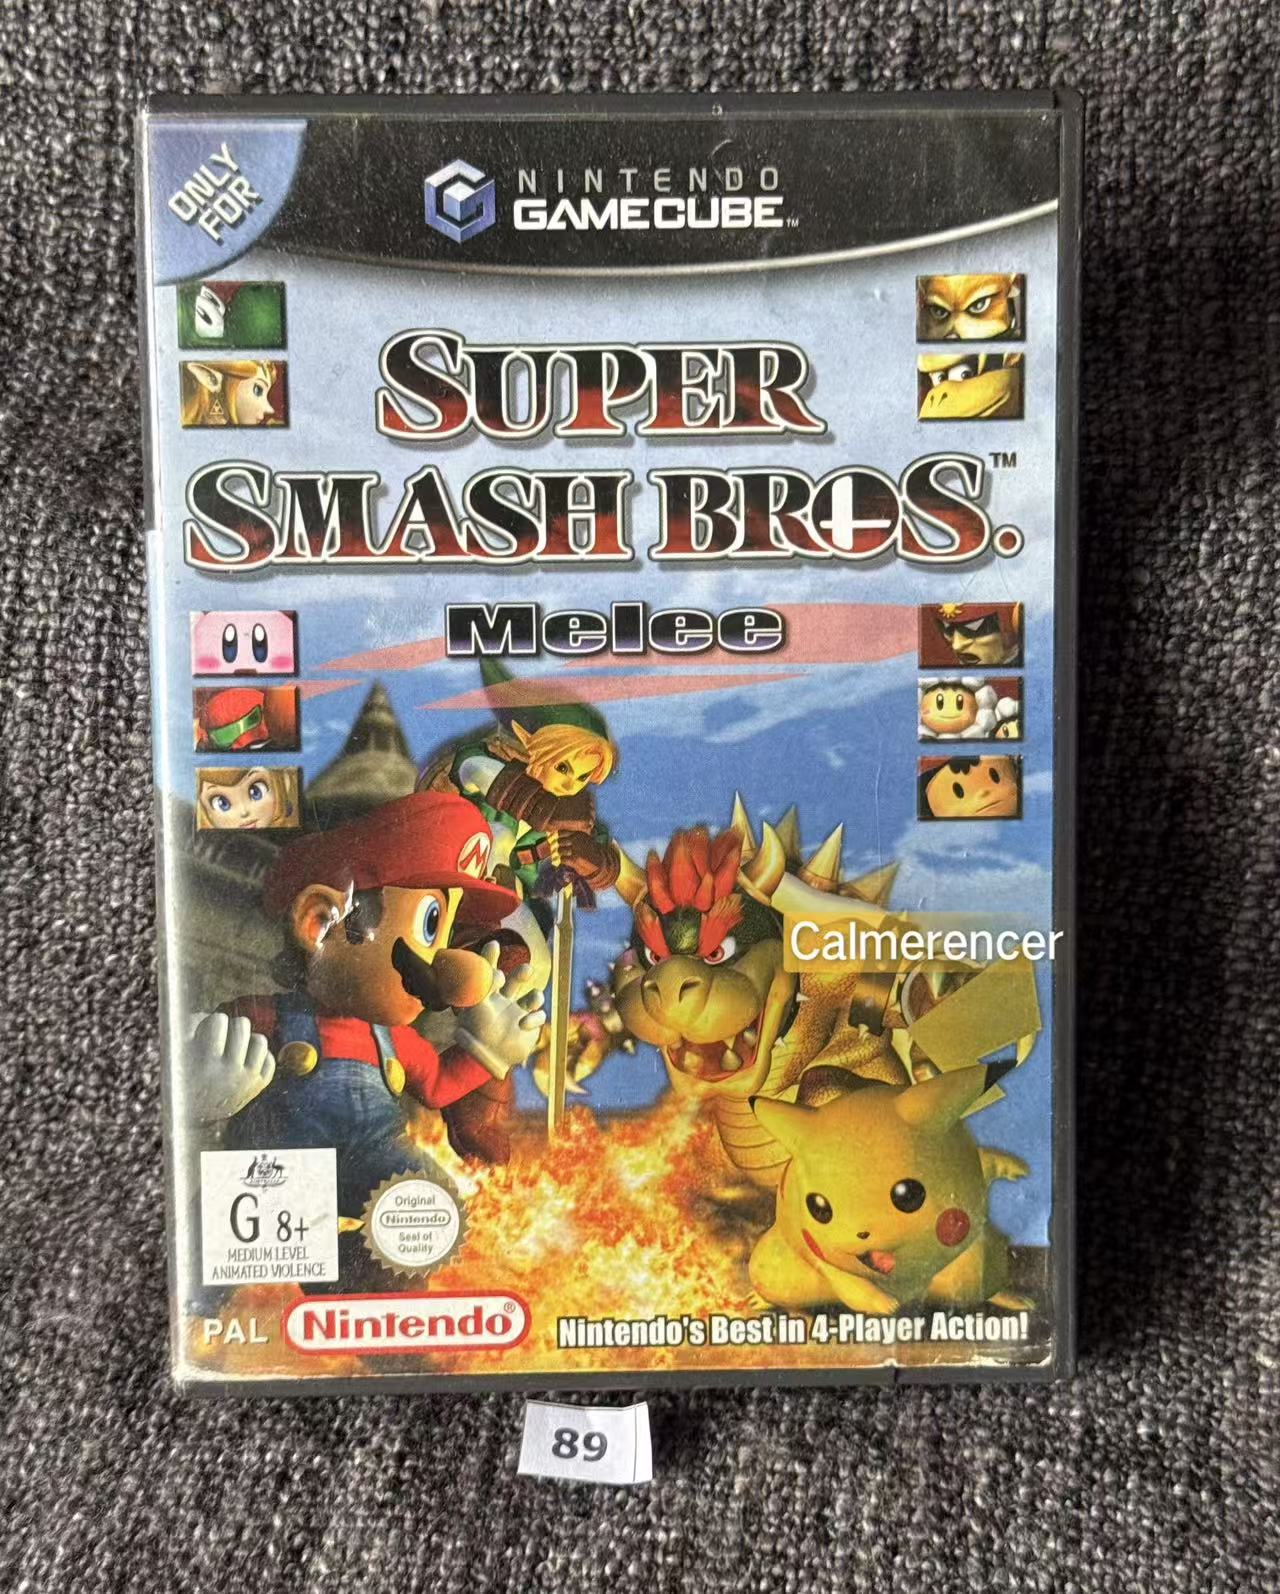 ONLY
FOR
NINTENDO
GAMECUBE™
SUPER
SMASH BROS.™
Melee
M
Calmerencer
G 8+
MEDIUM LEVEL
ANIMATED VIOLENCE
Original
Nintendo
Seal of
Quality
PAL Nintendo® Nintendo's Best in 4-Player Action!
89